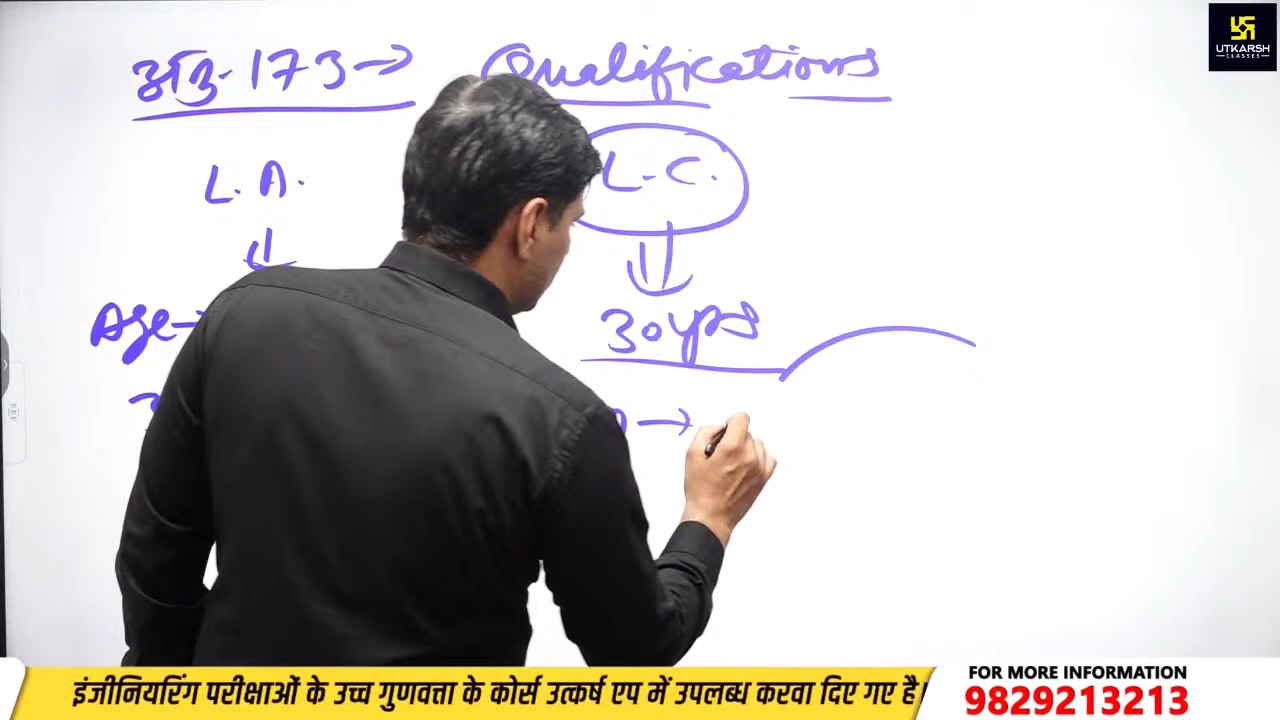 अनु-173→ Qualifications
L. A. L.C.
Age→ 30 yrs
→
UTKARSH
CLASSES
इंजीनियरिंग परीक्षाओं के उच्च गुणवत्ता के कोर्स उत्कर्ष एप में उपलब्ध करवा दिए गए है।
FOR MORE INFORMATION
9829213213